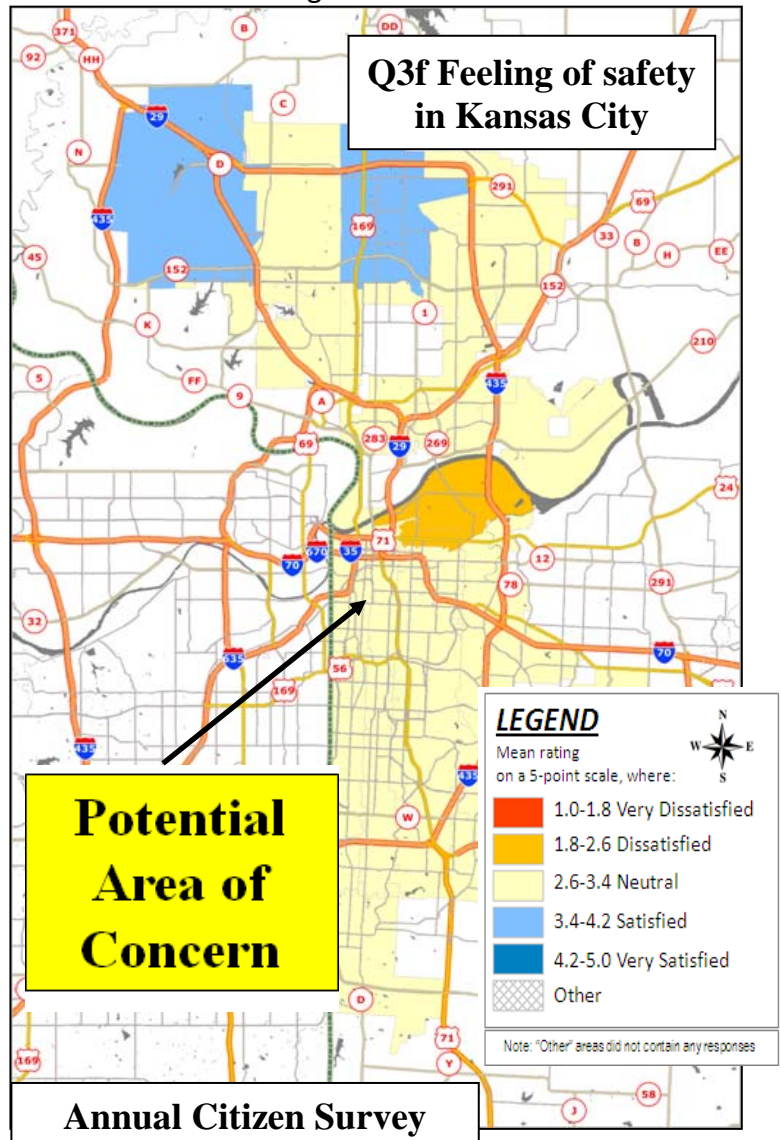 Q3f Feeling of safety
in Kansas City
371
B
DD
92
HH
29
C
N
D
291
69
435
169
33
B
H
EE
45
152
152
K
1
210
5
FF
9
A
435
69
283
29
269
24
71
70
670
35
12
78
291
32
635
56
70
169
435
435
W
Potential
Area of
Concern
LEGEND
N
W E
S
Mean rating
on a 5-point scale, where:
1.0-1.8 Very Dissatisfied
1.8-2.6 Dissatisfied
2.6-3.4 Neutral
3.4-4.2 Satisfied
4.2-5.0 Very Satisfied
Other
Note: "Other" areas did not contain any responses
D
71
Y
169
58
J
Annual Citizen Survey